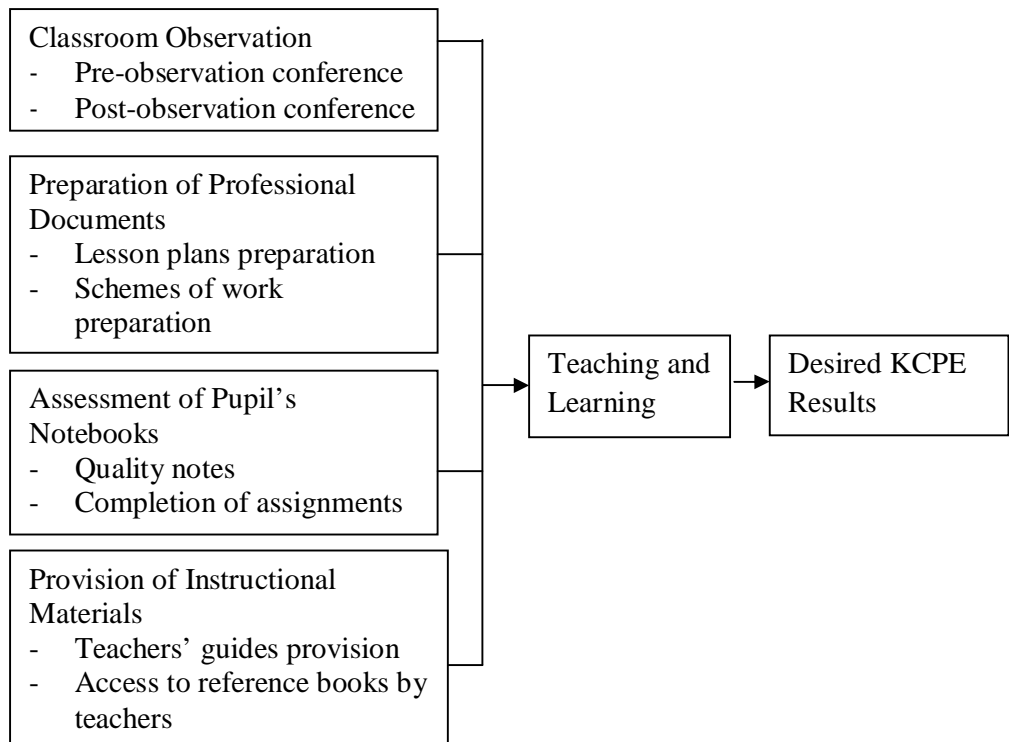 Classroom Observation
- Pre-observation conference
- Post-observation conference
Preparation of Professional
Documents
- Lesson plans preparation
- Schemes of work
preparation
Assessment of Pupil’s
Notebooks
- Quality notes
- Completion of assignments
Provision of Instructional
Materials
- Teachers’ guides provision
- Access to reference books by
teachers
Teaching and
Learning
Desired KCPE
Results